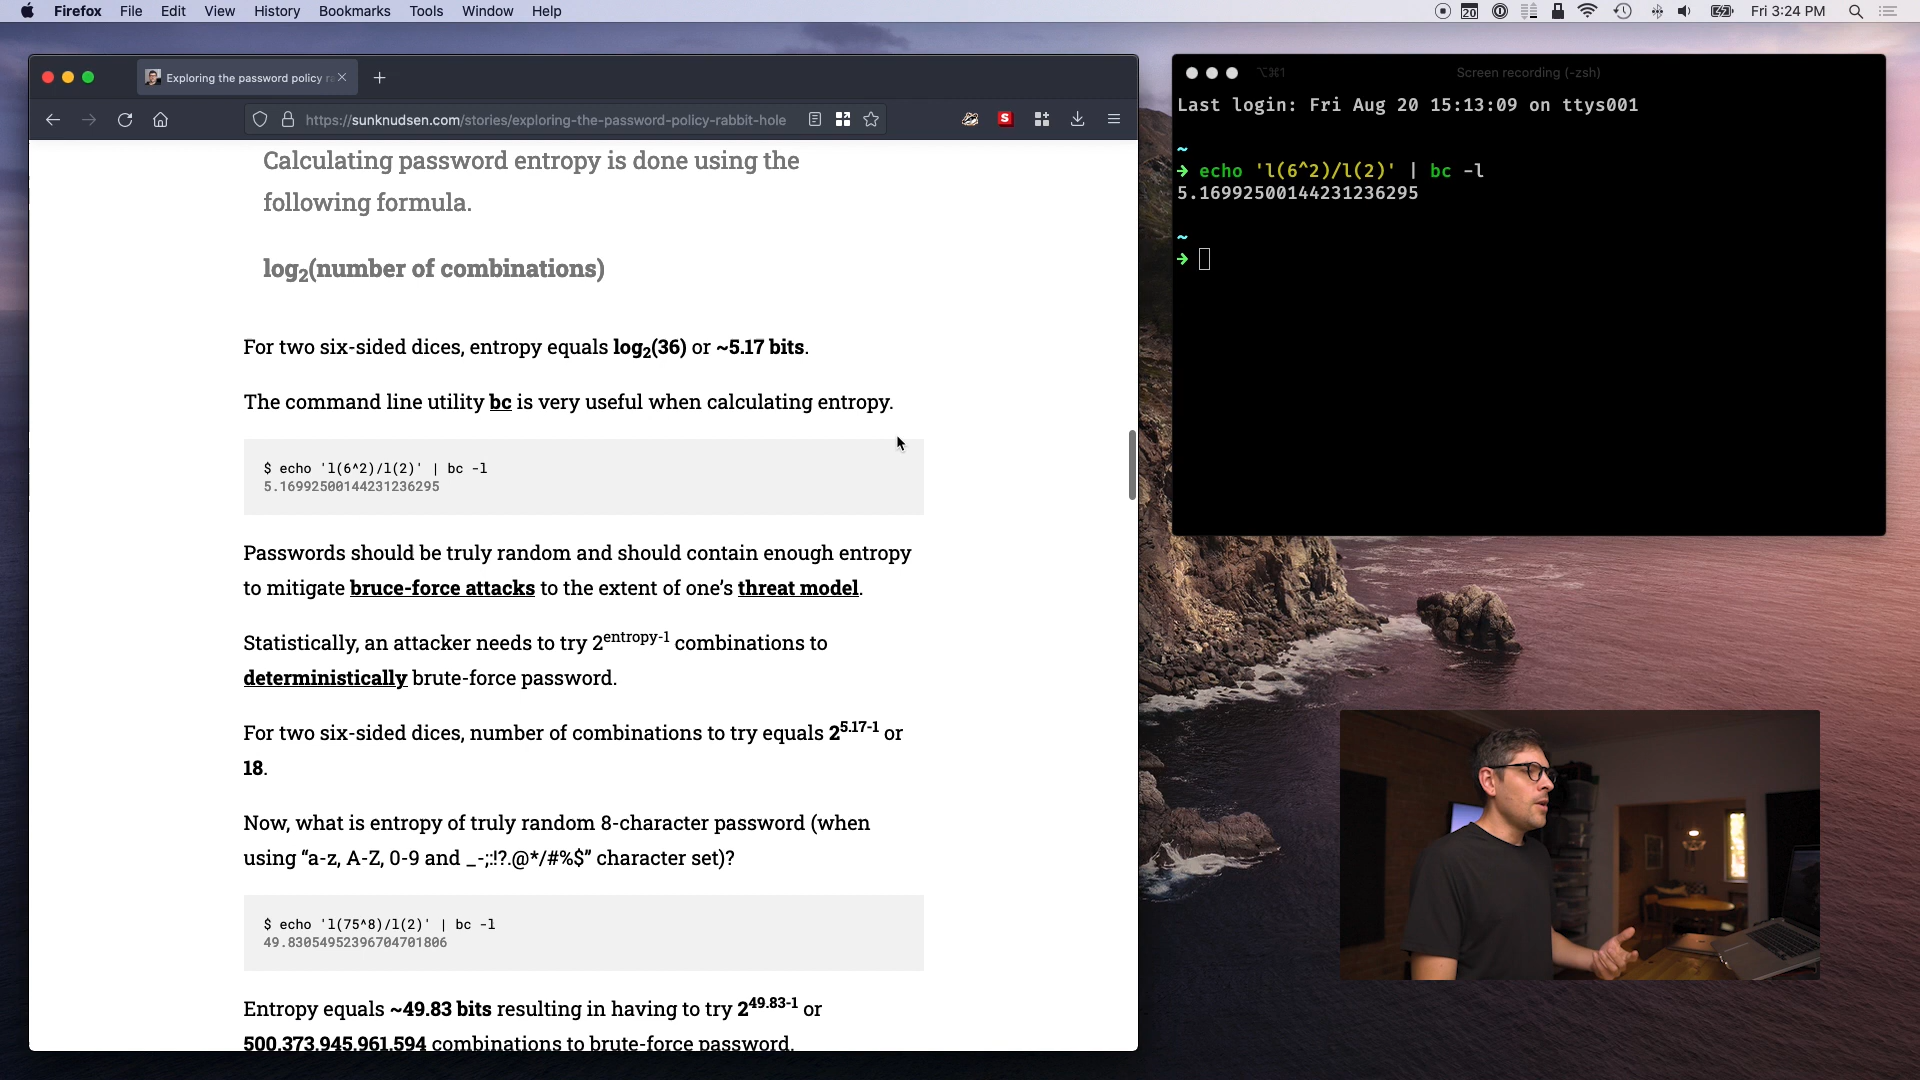 Firefox File Edit View History Bookmarks Tools Window Help
20
Fri 3:24 PM
Exploring the password policy r
https://sunknudsen.com/stories/exploring-the-password-policy-rabbit-hole
S
Calculating password entropy is done using the
following formula.
log2(number of combinations)
For two six-sided dices, entropy equals log2(36) or ~5.17 bits.
The command line utility bc is very useful when calculating entropy.
$ echo 'l(6^2)/l(2)' | bc -l
5.16992500144231236295
Passwords should be truly random and should contain enough entropy
to mitigate bruce-force attacks to the extent of one's threat model.
Statistically, an attacker needs to try 2entropy-1 combinations to
deterministically brute-force password.
For two six-sided dices, number of combinations to try equals 25.17-1 or
18.
Now, what is entropy of truly random 8-character password (when
using “a-z, A-Z, 0-9 and _-;:!?.@*/#%$” character set)?
$ echo 'l(75^8)/l(2)' | bc -l
49.83054952396704701806
Entropy equals ~49.83 bits resulting in having to try 249.83-1 or
500,373,945,961,594 combinations to brute-force password.
⌥⌘1
Screen recording (-zsh)
Last login: Fri Aug 20 15:13:09 on ttys001
~
➜ echo 'l(6^2)/l(2)' | bc -l
5.16992500144231236295
~
➜